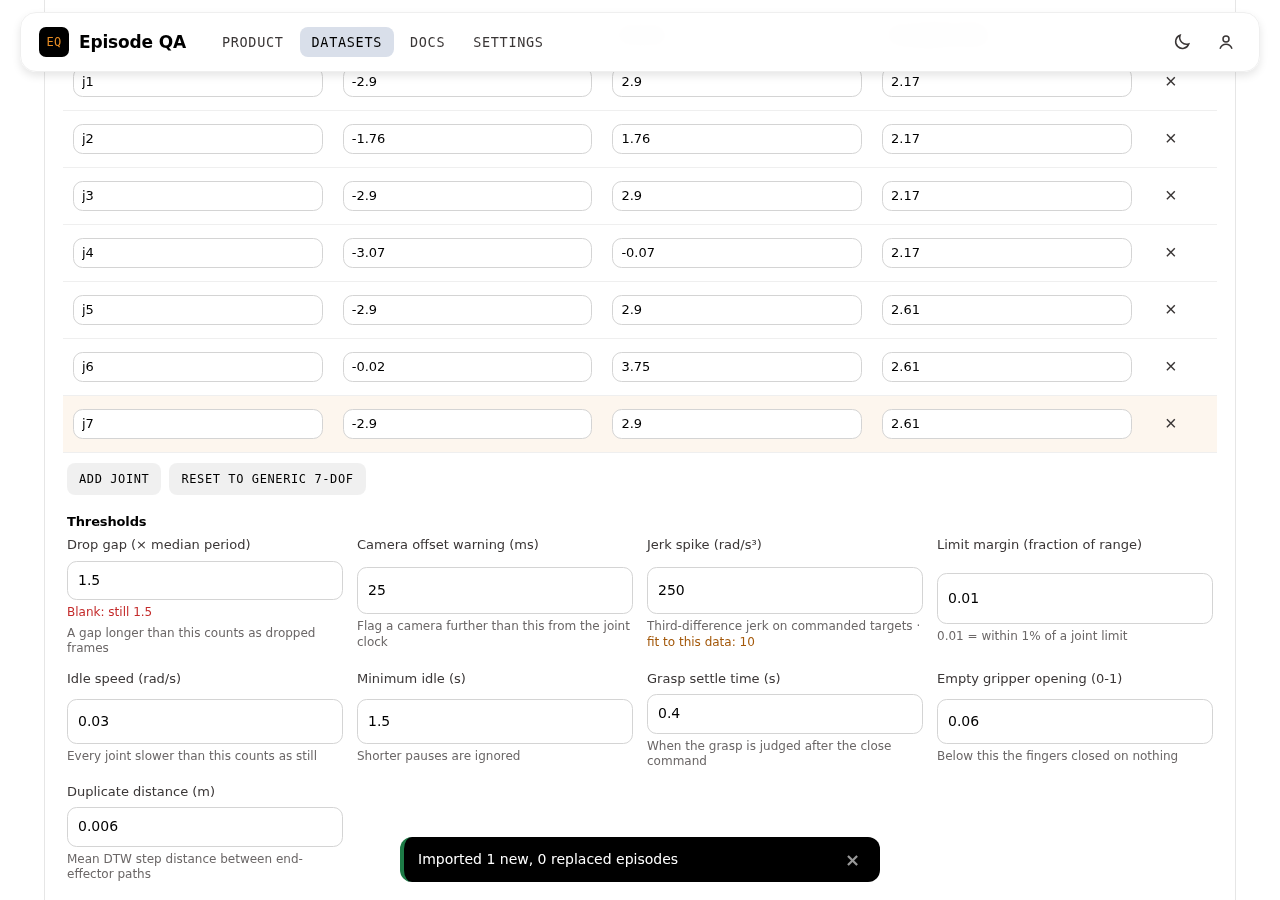 EQ Episode QA PRODUCT DATASETS DOCS SETTINGS
j1 -2.9 2.9 2.17 ×
j2 -1.76 1.76 2.17 ×
j3 -2.9 2.9 2.17 ×
j4 -3.07 -0.07 2.17 ×
j5 -2.9 2.9 2.61 ×
j6 -0.02 3.75 2.61 ×
j7 -2.9 2.9 2.61 ×
ADD JOINT RESET TO GENERIC 7-DOF
Thresholds
Drop gap (× median period)
1.5
Blank: still 1.5
A gap longer than this counts as dropped
frames
Camera offset warning (ms)
25
Flag a camera further than this from the joint
clock
Jerk spike (rad/s³)
250
Third-difference jerk on commanded targets ·
fit to this data: 10
Limit margin (fraction of range)
0.01
0.01 = within 1% of a joint limit
Idle speed (rad/s)
0.03
Every joint slower than this counts as still
Minimum idle (s)
1.5
Shorter pauses are ignored
Grasp settle time (s)
0.4
When the grasp is judged after the close
command
Empty gripper opening (0-1)
0.06
Below this the fingers closed on nothing
Duplicate distance (m)
0.006
Mean DTW step distance between end-
effector paths
Imported 1 new, 0 replaced episodes ×